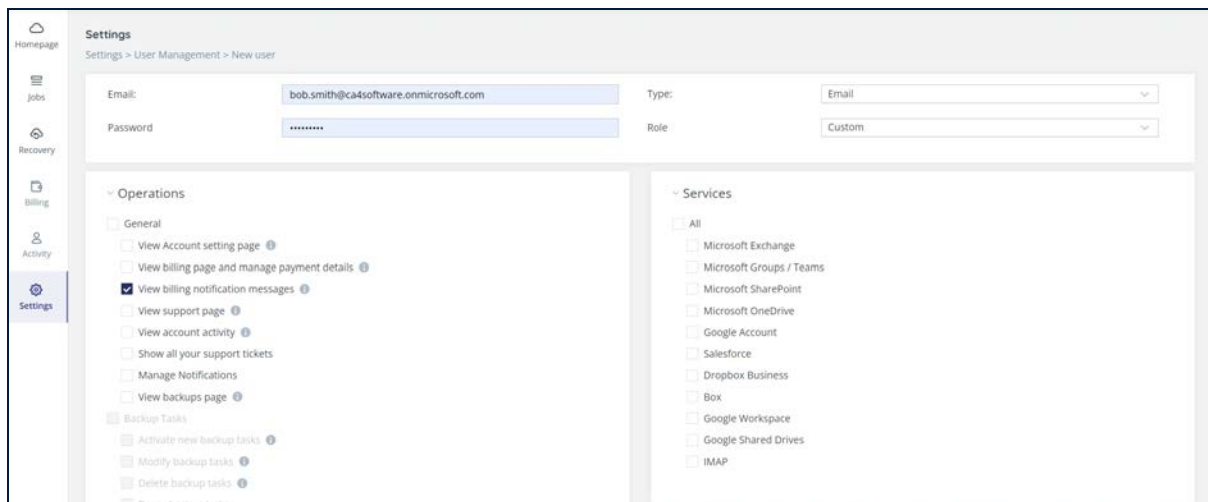 Homepage
Jobs
Recovery
Billing
Activity
Settings
Settings
Settings > User Management > New user
Email: bob.smith@ca4software.onmicrosoft.com Type: Email
Password ••••••••• Role Custom
Operations
General
View Account setting page
View billing page and manage payment details
View billing notification messages
View support page
View account activity
Show all your support tickets
Manage Notifications
View backups page
Backup Tasks
Activate new backup tasks
Modify backup tasks
Delete backup tasks
Services
All
Microsoft Exchange
Microsoft Groups / Teams
Microsoft SharePoint
Microsoft OneDrive
Google Account
Salesforce
Dropbox Business
Box
Google Workspace
Google Shared Drives
IMAP